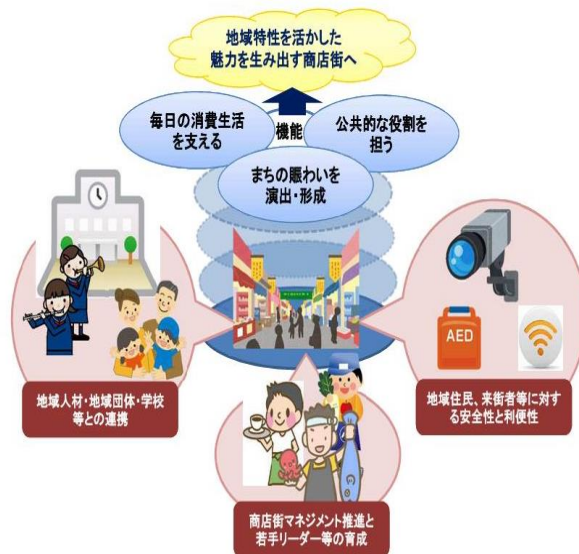 地域特性を活かした
魅力を生み出す商店街へ
毎日の消費生活
を支える
機能
公共的な役割を
担う
まちの賑わいを
演出・形成
AED
地域人材・地域団体・学校
等との連携
地域住民、来街者等に対す
る安全性と利便性
商店街マネジメント推進と
若手リーダー等の育成